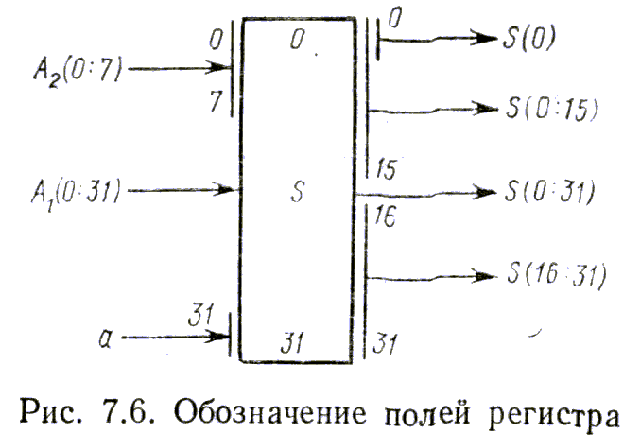 0 0 0 S(0)
A₂(0:7)
7 S(0:15)
15
A₁(0:31) S S(0:31)
16
S(16:31)
31
a 31 31
Рис. 7.6. Обозначение полей регистра